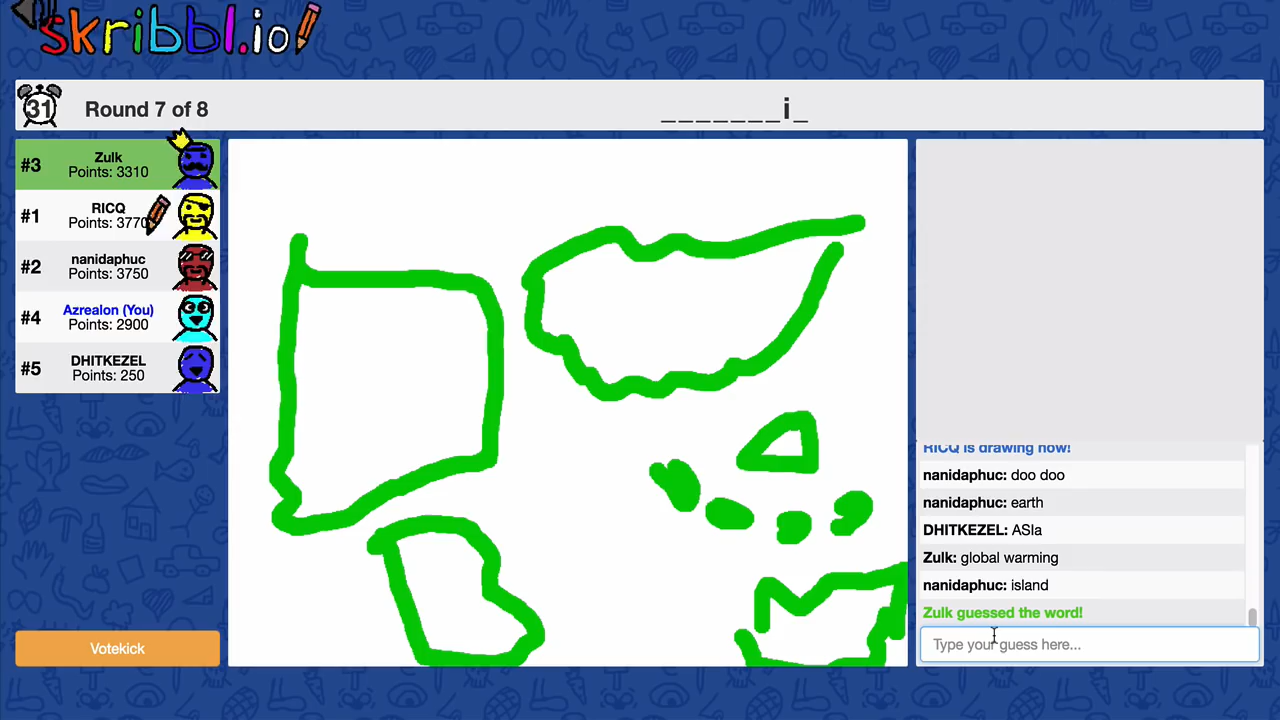 skribbl.io!
31
Round 7 of 8
_______i_
#3
Zulk
Points: 3310
#1
RICQ
Points: 3770
#2
nanidaphuc
Points: 3750
#4
Azrealon (You)
Points: 2900
#5
DHITKEZEL
Points: 250
Votekick
RICQ is drawing now!
nanidaphuc: doo doo
nanidaphuc: earth
DHITKEZEL: ASIa
Zulk: global warming
nanidaphuc: island
Zulk guessed the word!
Type your guess here...